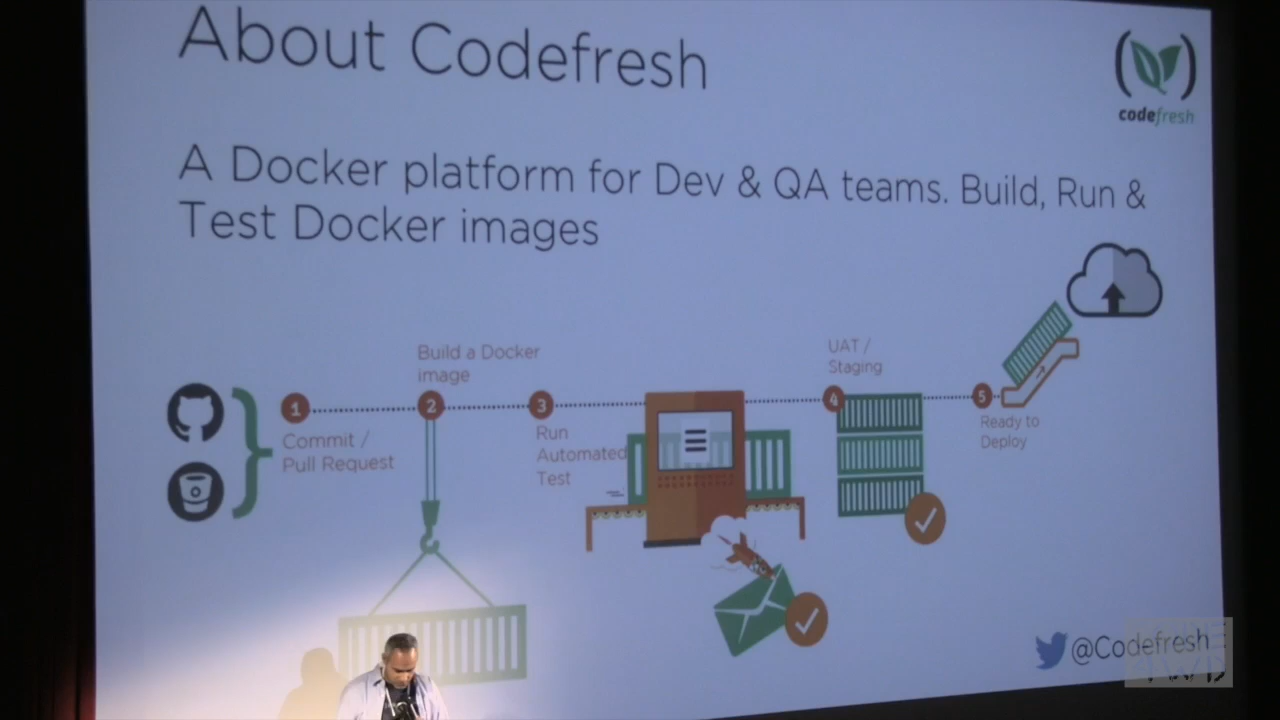 About Codefresh
codefresh
A Docker platform for Dev & QA teams. Build, Run &
Test Docker images
Build a Docker
image
UAT /
Staging
1
2
3
4
5
Commit /
Pull Request
Run
Automated
Test
Ready to
Deploy
@Codefresh